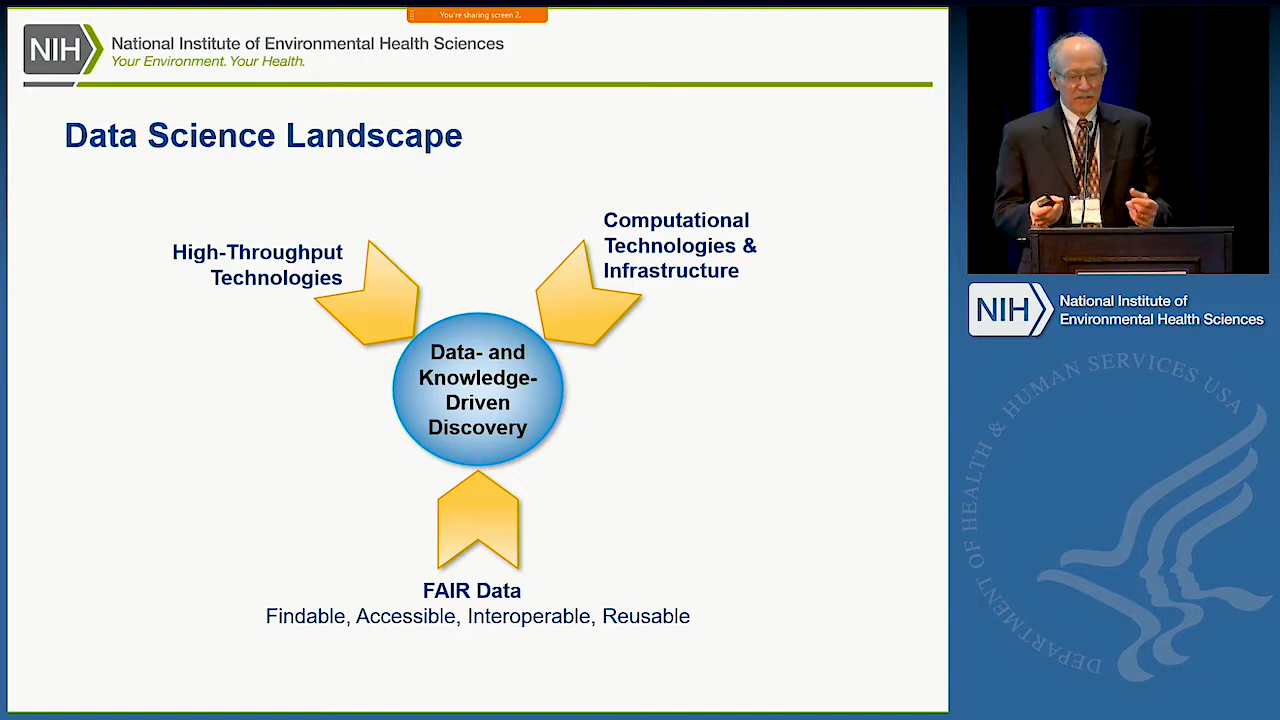 You're sharing screen 2.
NIH
National Institute of Environmental Health Sciences
Your Environment. Your Health.
Data Science Landscape
High-Throughput
Technologies
Computational
Technologies &
Infrastructure
Data- and
Knowledge-
Driven
Discovery
FAIR Data
Findable, Accessible, Interoperable, Reusable
NIH
National Institute of
Environmental Health Sciences
DEPARTMENT OF HEALTH & HUMAN SERVICES USA